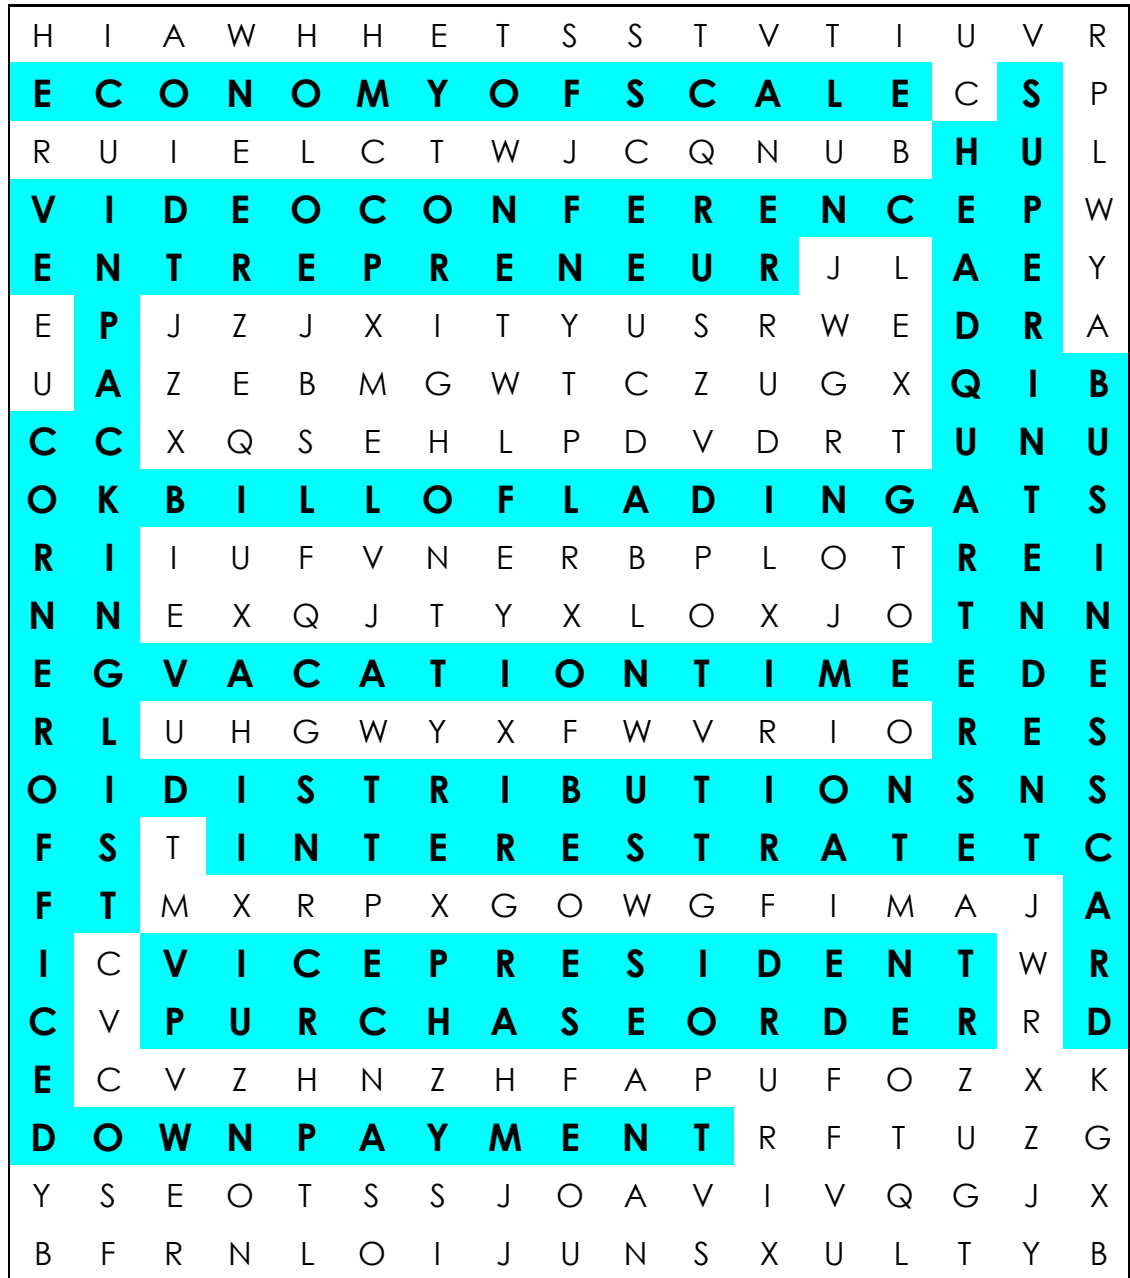 H I A W H H E T S S T V T I U V R
E C O N O M Y O F S C A L E C S P
R U I E L C T W J C Q N U B H U L
V I D E O C O N F E R E N C E P W
E N T R E P R E N E U R J L A E Y
E P J Z J X I T Y U S R W E D R A
U A Z E B M G W T C Z U G X Q I B
C C X Q S E H L P D V D R T U N U
O K B I L L O F L A D I N G A T S
R I I U F V N E R B P L O T R E I
N N E X Q J T Y X L O X J O T N N
E G V A C A T I O N T I M E E D E
R L U H G W Y X F W V R I O R E S
O I D I S T R I B U T I O N S N S
F S T I N T E R E S T R A T E T C
F T M X R P X G O W G F I M A J A
I C V I C E P R E S I D E N T W R
C V P U R C H A S E O R D E R R D
E C V Z H N Z H F A P U F O Z X K
D O W N P A Y M E N T R F T U Z G
Y S E O T S S J O A V I V Q G J X
B F R N L O I J U N S X U L T Y B